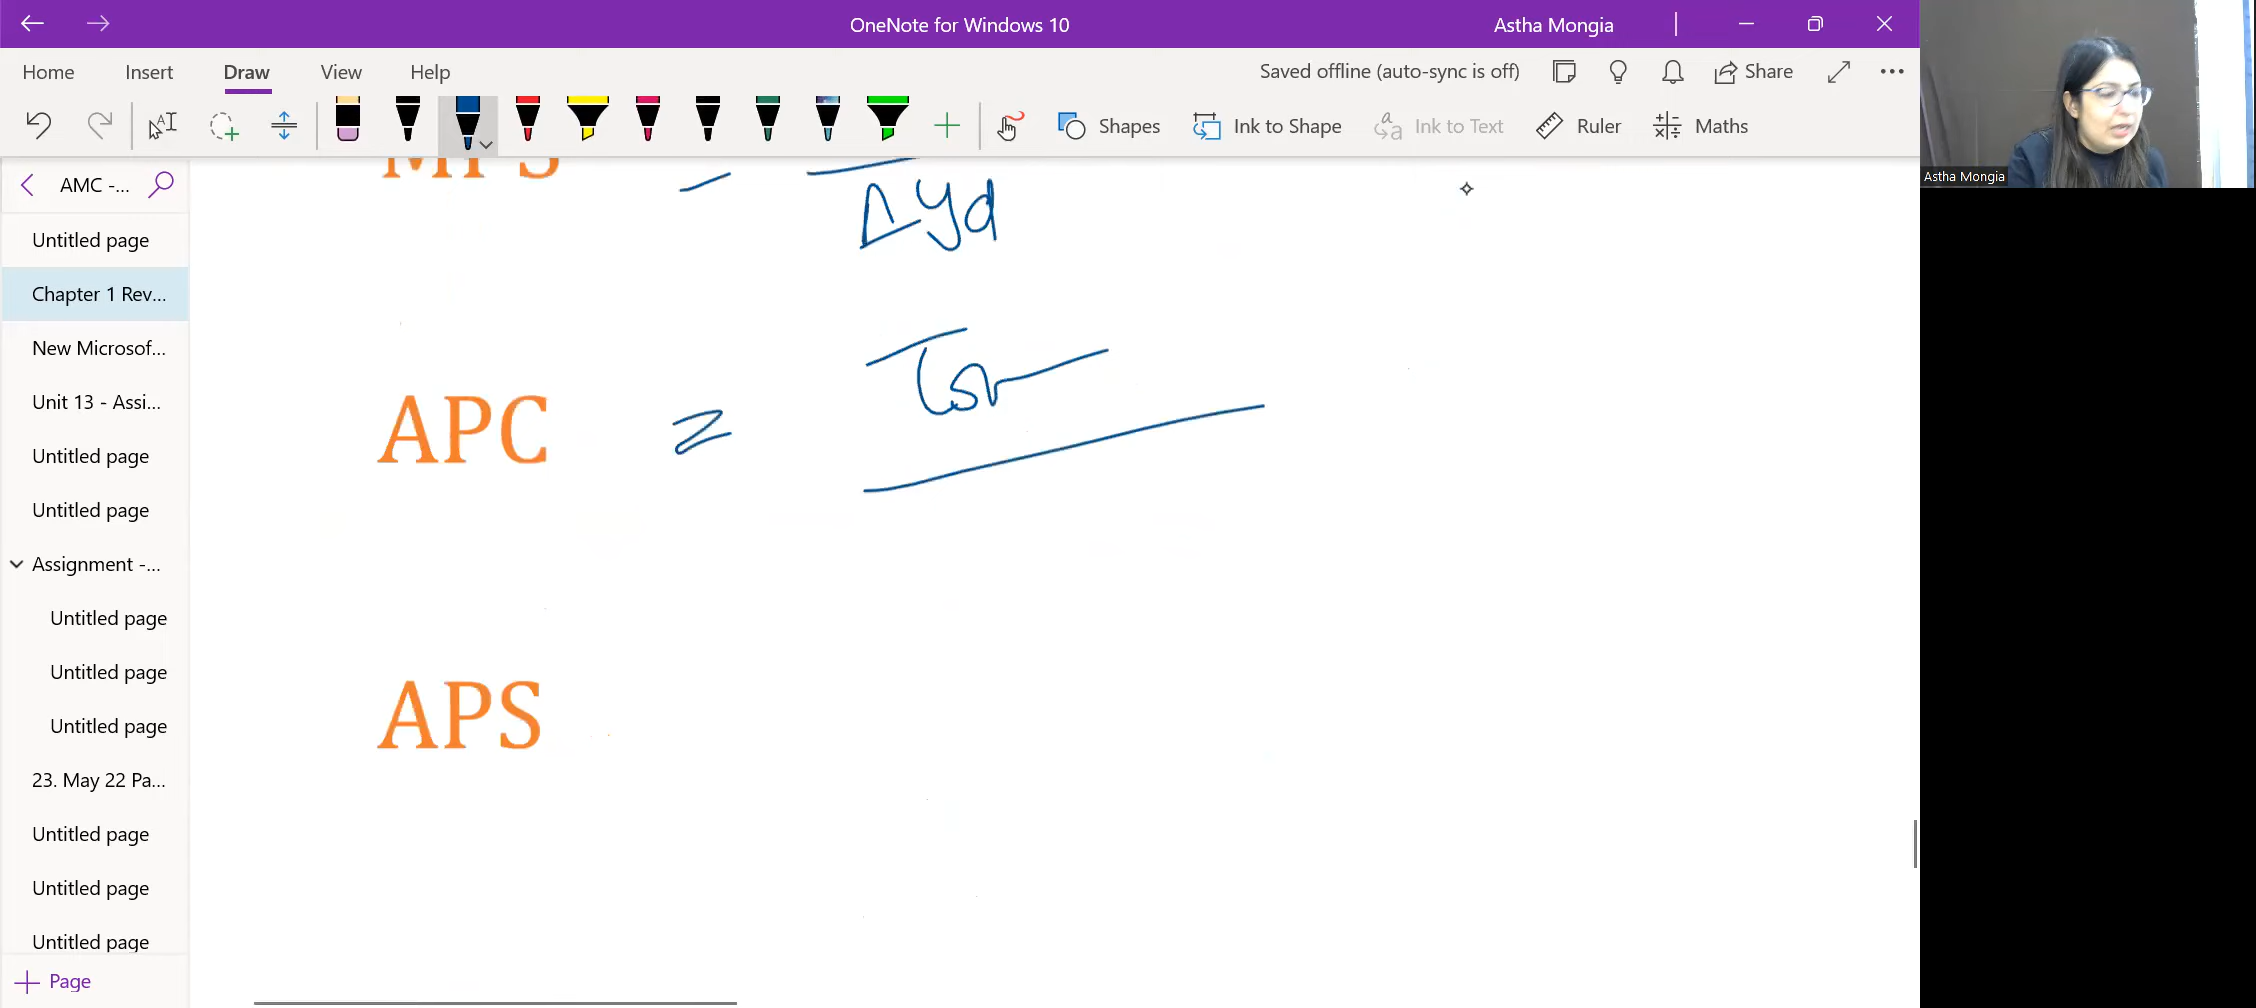 OneNote for Windows 10
Astha Mongia
Home Insert Draw View Help
Saved offline (auto-sync is off)
Share
Shapes
Ink to Shape
Ink to Text
Ruler
Maths
Astha Mongia
AMC -...
Untitled page
Chapter 1 Rev...
New Microsof...
Unit 13 - Assi...
Untitled page
Untitled page
Assignment -...
Untitled page
Untitled page
Untitled page
23. May 22 Pa...
Untitled page
Untitled page
Untitled page
Page
MPS =
Δyd
APC =
APS